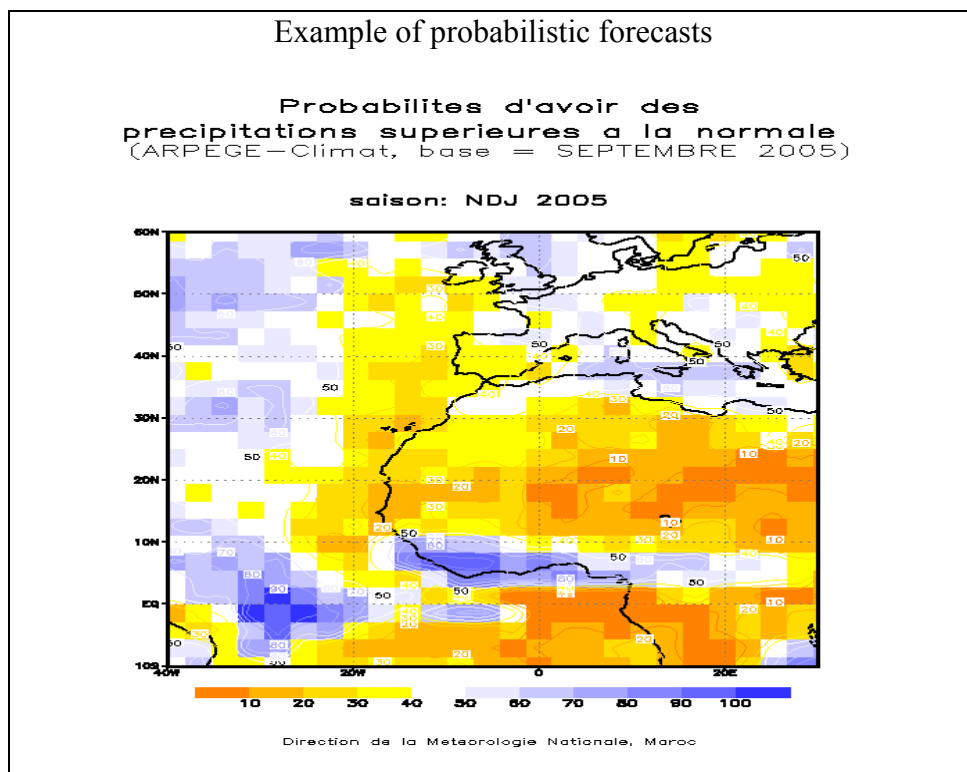 Example of probabilistic forecasts
Probabilites d'avoir des
precipitations superieures a la normale
(ARPEGE-Climat, base = SEPTEMBRE 2005)
saison: NDJ 2005
60N
50N
40N
30N
20N
10N
EQ
10S
40W 20W 0 20E
10 20 30 40 50 60 70 80 90 100
Direction de la Meteorologie Nationale, Maroc